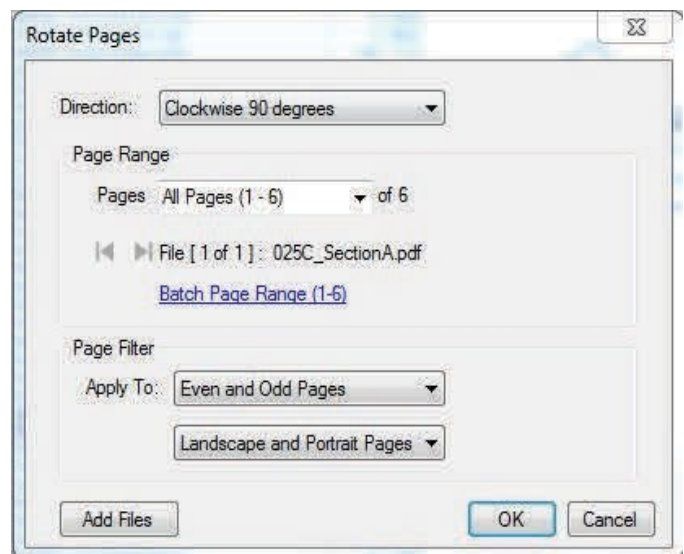 Rotate Pages
Direction: Clockwise 90 degrees
Page Range
Pages All Pages (1 - 6) of 6
File [ 1 of 1 ] : 025C_SectionA.pdf
Batch Page Range (1-6)
Page Filter
Apply To: Even and Odd Pages
Landscape and Portrait Pages
Add Files OK Cancel